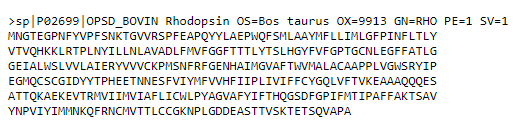 >sp|P02699|OPSD_BOVIN Rhodopsin OS=Bos taurus OX=9913 GN=RHO PE=1 SV=1
MNGTEGPNFYVPFSNKTGVVRSPFEAPQYYLAEPWQFSMLAAYMFLLIMLGFPINFLTLY
VTVQHKKLRTPLNYILLNLAVADLFMVFGGFTTTLYTSLHGYFVFGPTGCNLEGFFATLG
GEIALWSLVVLAIERYVVVCKPMSNFRFGENHAIMGVAFTWVMALACAAPPLVGWSRYIP
EGMQCSCGIDYYTPHEETNNESFVIYMFVVHFIIPLIVIFFCYGQLVFTVKEAAAQQQES
ATTQKAEKEVTRMVIIMVIAFLICWLPYAGVAFYIFTHQGSDFGPIFMTIPAFFAKTSAV
YNPVIYIMMNKQFRNCMVTTLCCGKNPLGDDEASTTVSKTETSQVAPA